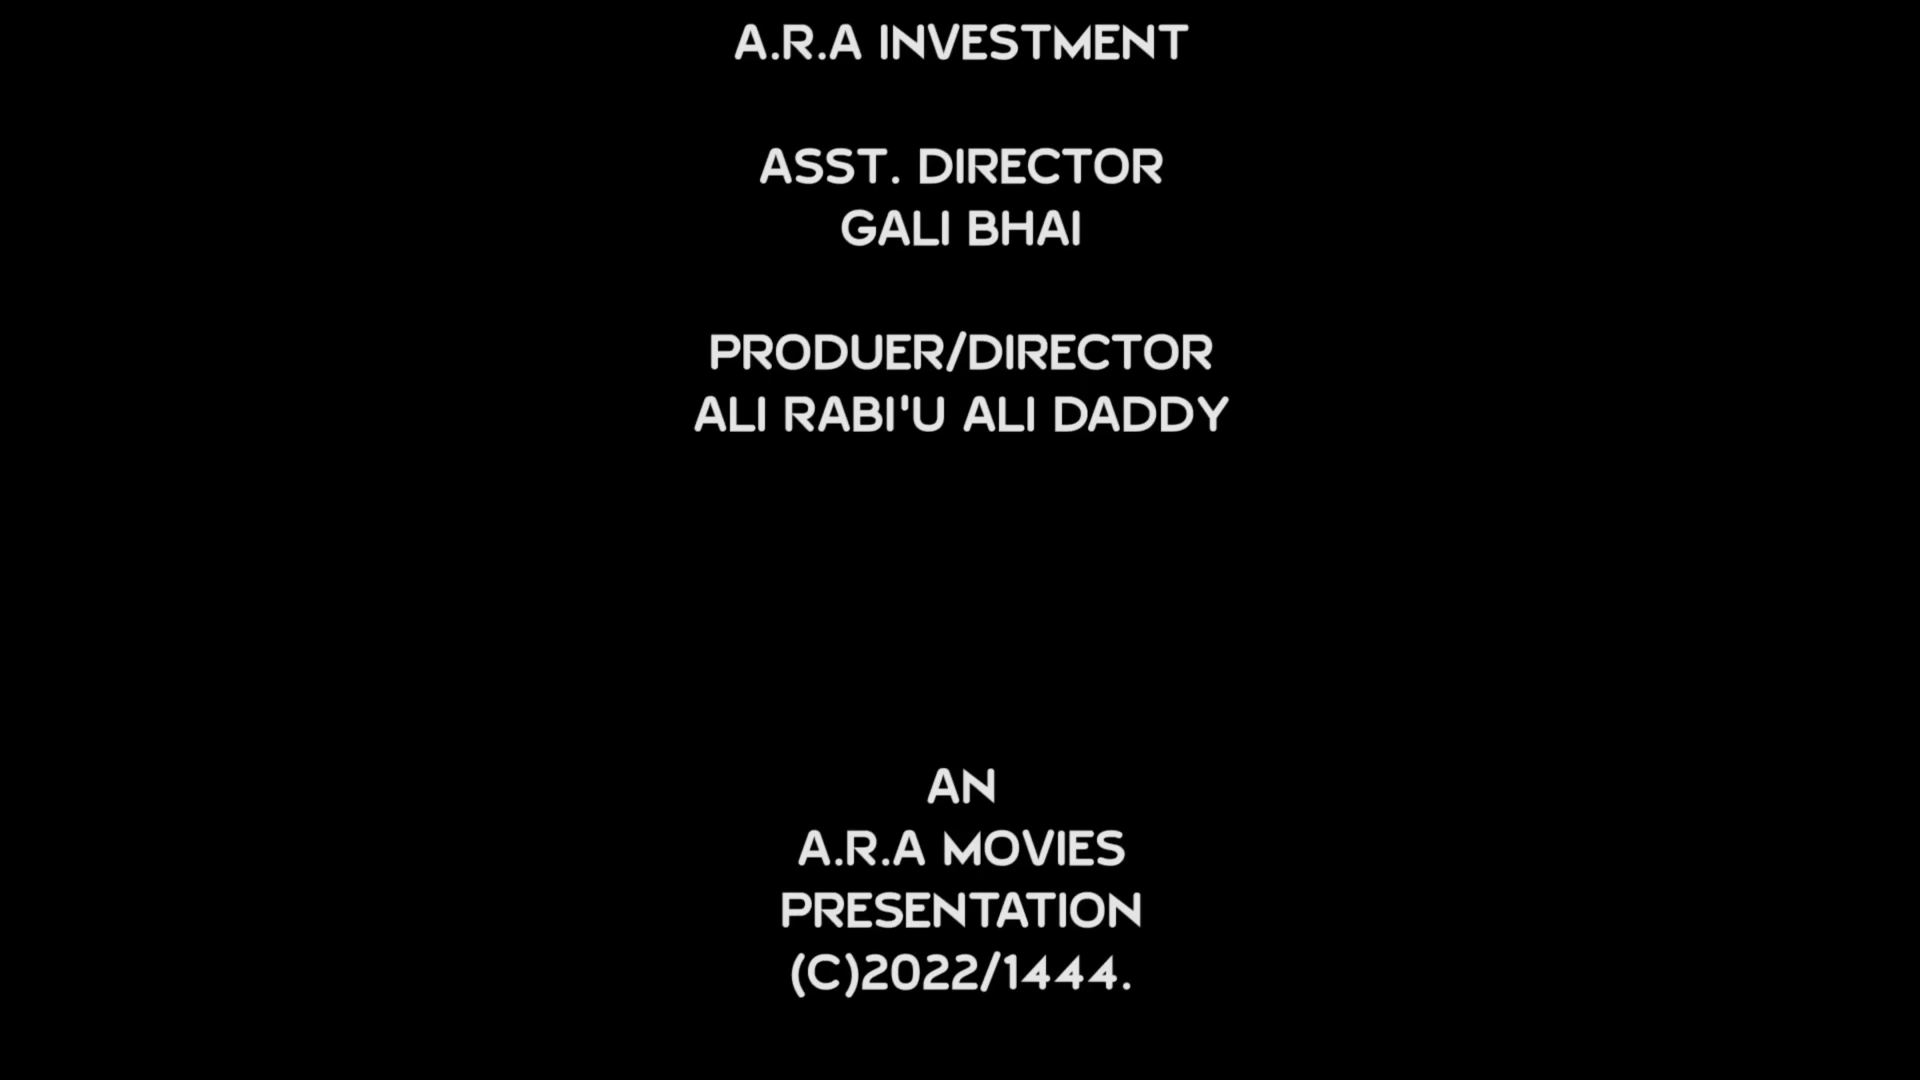 A.R.A INVESTMENT
ASST. DIRECTOR
GALI BHAI
PRODUER/DIRECTOR
ALI RABI'U ALI DADDY
AN
A.R.A MOVIES
PRESENTATION
(C)2022/1444.